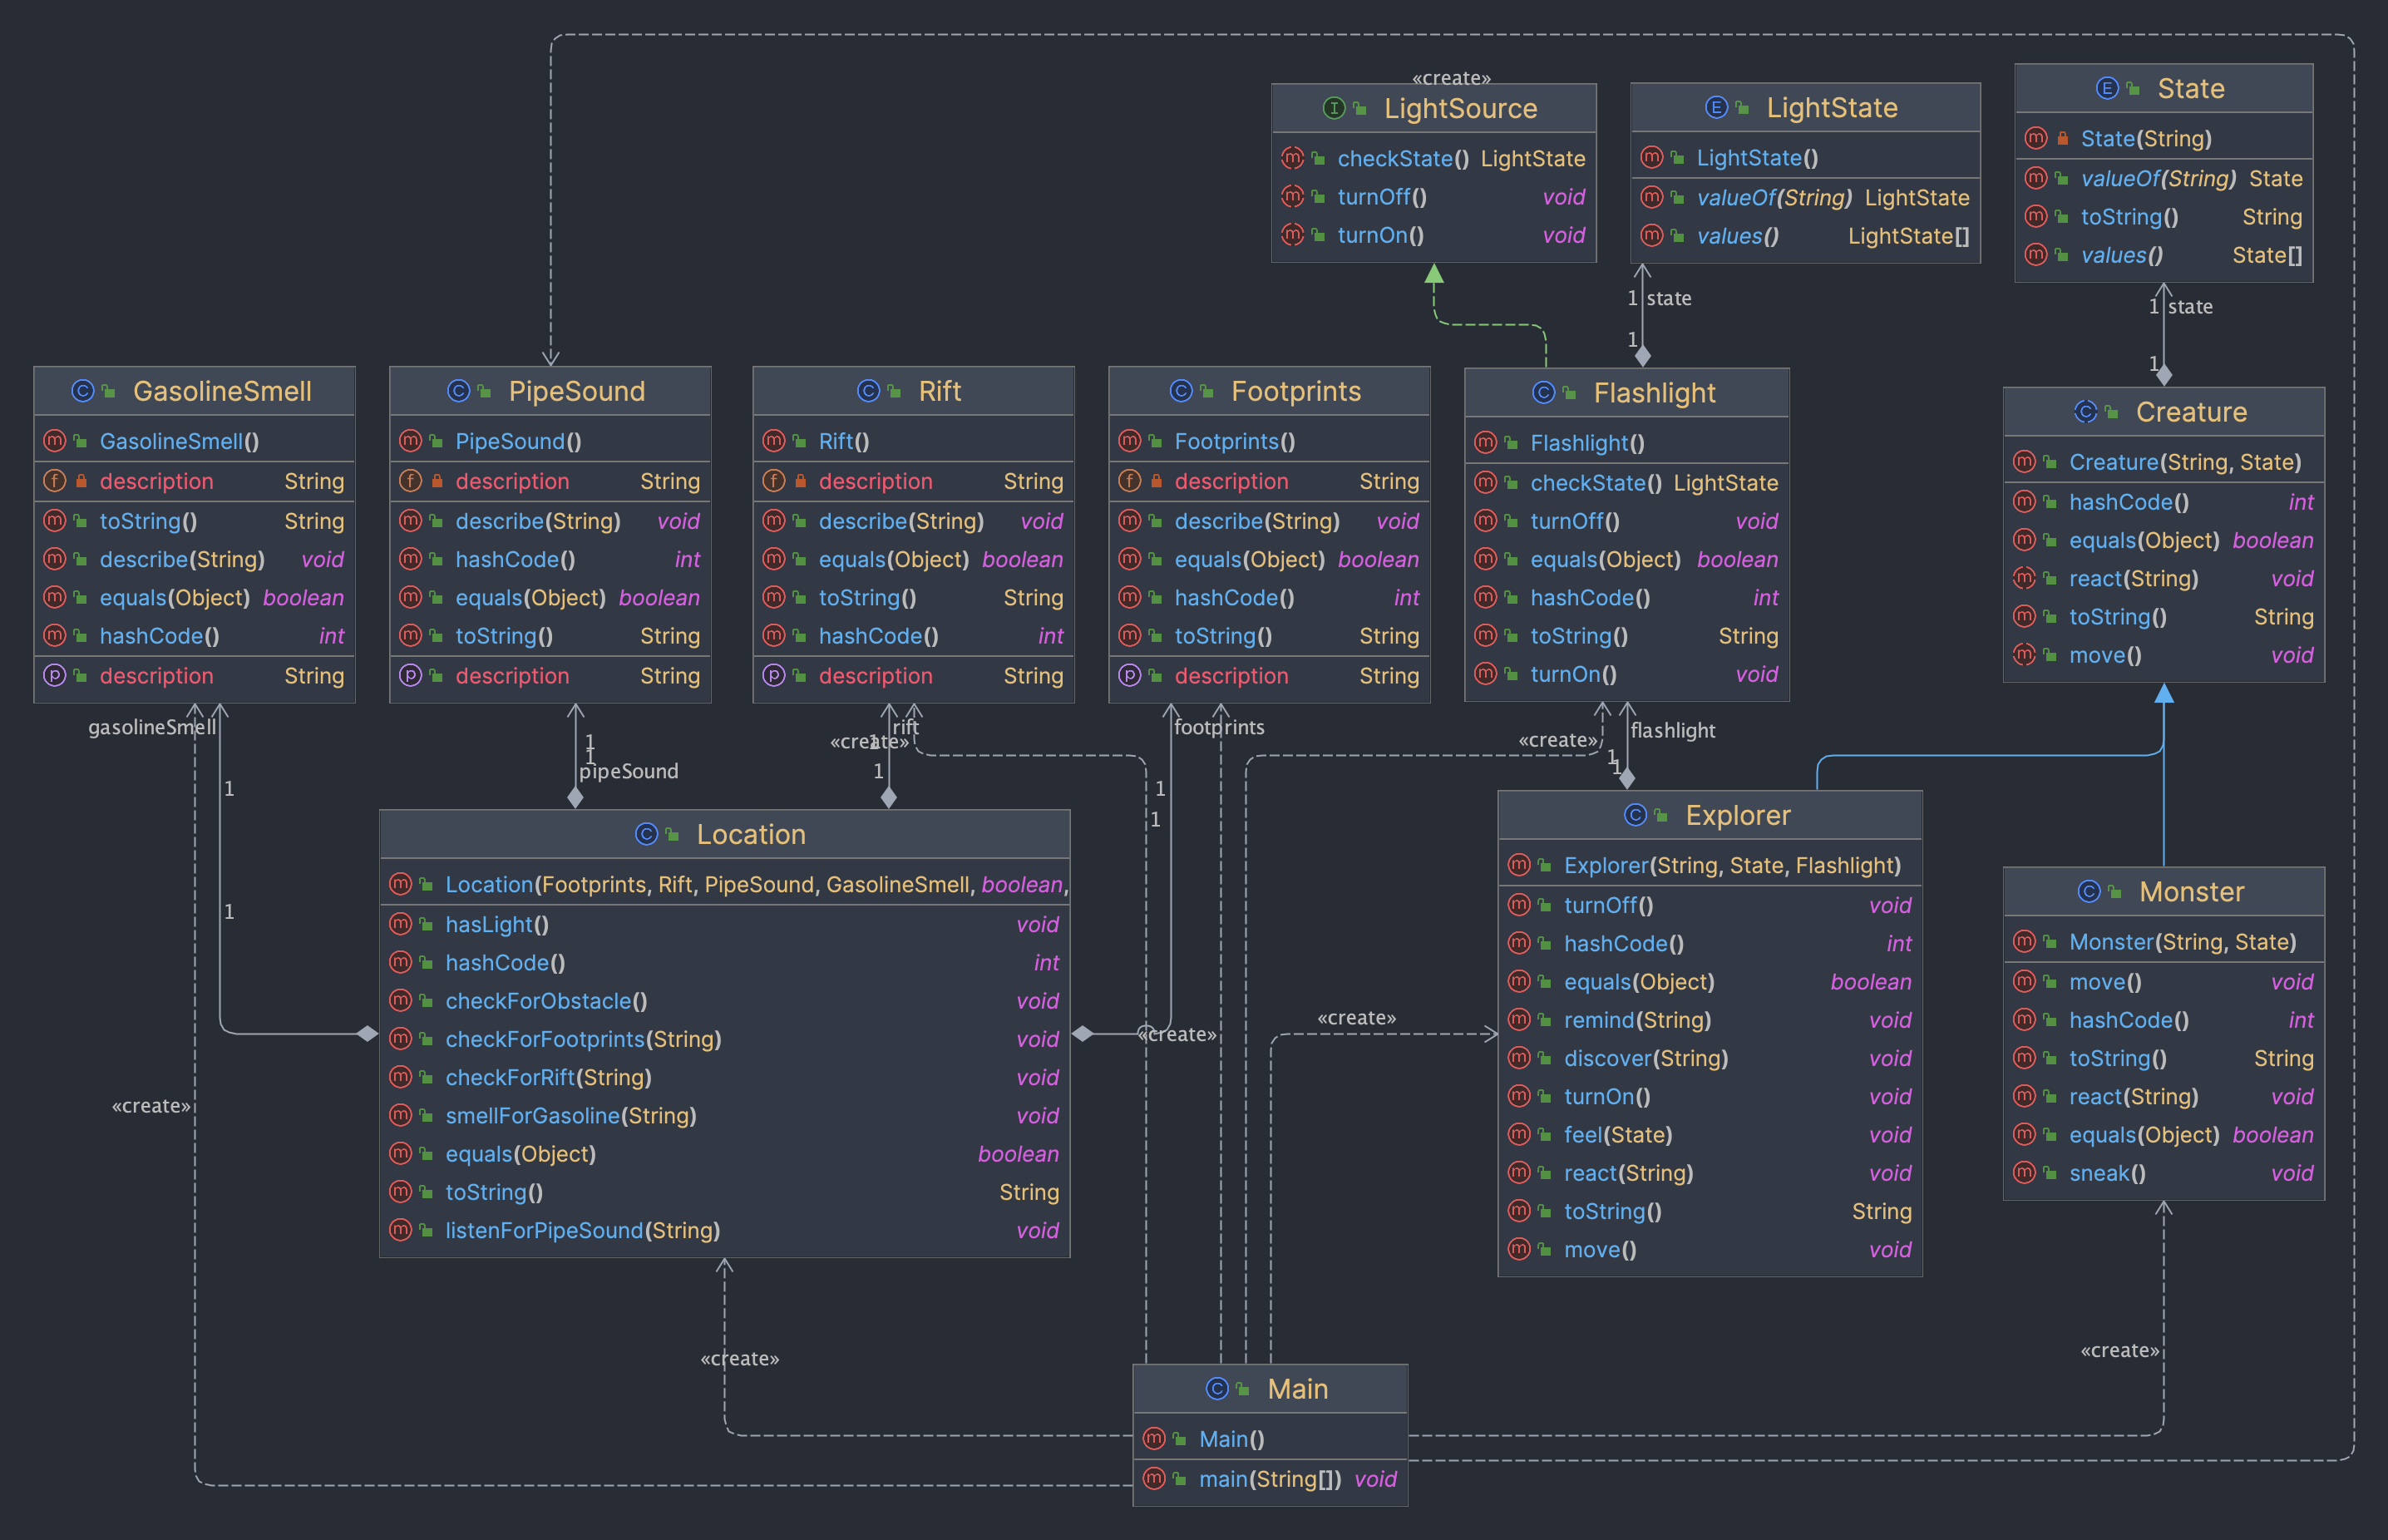 «create»
LightSource
checkState() LightState
turnOff() void
turnOn() void
LightState
LightState()
valueOf(String) LightState
values() LightState[]
State
State(String)
valueOf(String) State
toString() String
values() State[]
1 state
1
1 state
1
GasolineSmell
GasolineSmell()
description String
toString() String
describe(String) void
equals(Object) boolean
hashCode() int
description String
PipeSound
PipeSound()
description String
describe(String) void
hashCode() int
equals(Object) boolean
toString() String
description String
Rift
Rift()
description String
describe(String) void
equals(Object) boolean
toString() String
hashCode() int
description String
Footprints
Footprints()
description String
describe(String) void
equals(Object) boolean
hashCode() int
toString() String
description String
Flashlight
Flashlight()
checkState() LightState
turnOff() void
equals(Object) boolean
hashCode() int
toString() String
turnOn() void
Creature
Creature(String, State)
hashCode() int
equals(Object) boolean
react(String) void
toString() String
move() void
gasolineSmell
1
1
1
1
pipeSound
rift
«create»
1
1
footprints
1
1
«create»
flashlight
«create»
1
1
Location
Location(Footprints, Rift, PipeSound, GasolineSmell, boolean,
hasLight() void
hashCode() int
checkForObstacle() void
checkForFootprints(String) void
checkForRift(String) void
smellForGasoline(String) void
equals(Object) boolean
toString() String
listenForPipeSound(String) void
Explorer
Explorer(String, State, Flashlight)
turnOff() void
hashCode() int
equals(Object) boolean
remind(String) void
discover(String) void
turnOn() void
feel(State) void
react(String) void
toString() String
move() void
Monster
Monster(String, State)
move() void
hashCode() int
toString() String
react(String) void
equals(Object) boolean
sneak() void
«create»
«create»
«create»
«create»
Main
Main()
main(String[]) void